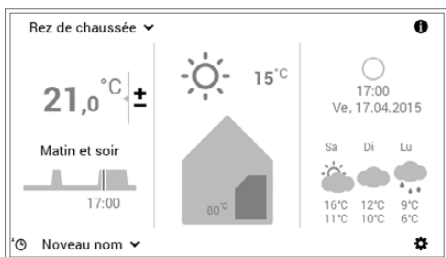 Rez de chaussée
21,0 °C ±
Matin et soir
17:00
15°C
80°C
17:00
Ve, 17.04.2015
Sa Di Lu
16°C 12°C 9°C
11°C 10°C 6°C
Noveau nom